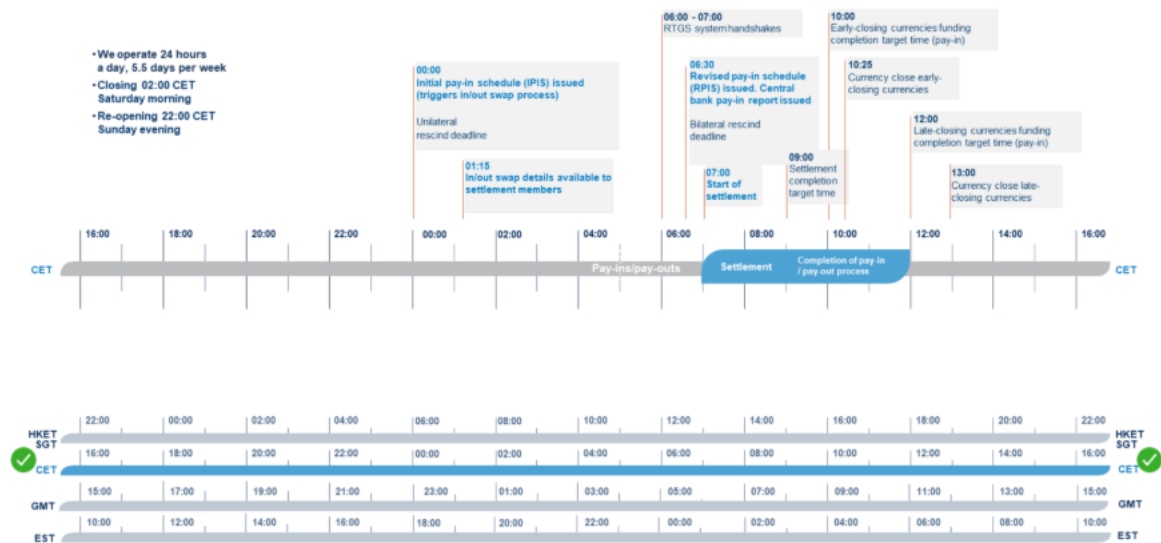 • We operate 24 hours
a day, 5.5 days per week
• Closing 02:00 CET
Saturday morning
• Re-opening 22:00 CET
Sunday evening
00:00
Initial pay-in schedule (IPIS) issued
(triggers in/out swap process)
Unilateral
rescind deadline
01:15
In/out swap details available to
settlement members
06:00 - 07:00
RTGS system handshakes
06:30
Revised pay-in schedule
(RPIS) issued. Central
bank pay-in report issued
Bilateral rescind
deadline
07:00
Start of
settlement
09:00
Settlement
completion
target time
10:00
Early-closing currencies funding
completion target time (pay-in)
10:25
Currency close early-
closing currencies
12:00
Late-closing currencies funding
completion target time (pay-in)
13:00
Currency close late-
closing currencies
16:00 18:00 20:00 22:00 00:00 02:00 04:00 06:00 08:00 10:00 12:00 14:00 16:00
CET Pay-ins/pay-outs Settlement Completion of pay-in
/ pay-out process CET
22:00 00:00 02:00 04:00 06:00 08:00 10:00 12:00 14:00 16:00 18:00 20:00 22:00
HKET HKET
SGT SGT
16:00 18:00 20:00 22:00 00:00 02:00 04:00 06:00 08:00 10:00 12:00 14:00 16:00
CET CET
15:00 17:00 19:00 21:00 23:00 01:00 03:00 05:00 07:00 09:00 11:00 13:00 15:00
GMT GMT
10:00 12:00 14:00 16:00 18:00 20:00 22:00 00:00 02:00 04:00 06:00 08:00 10:00
EST EST